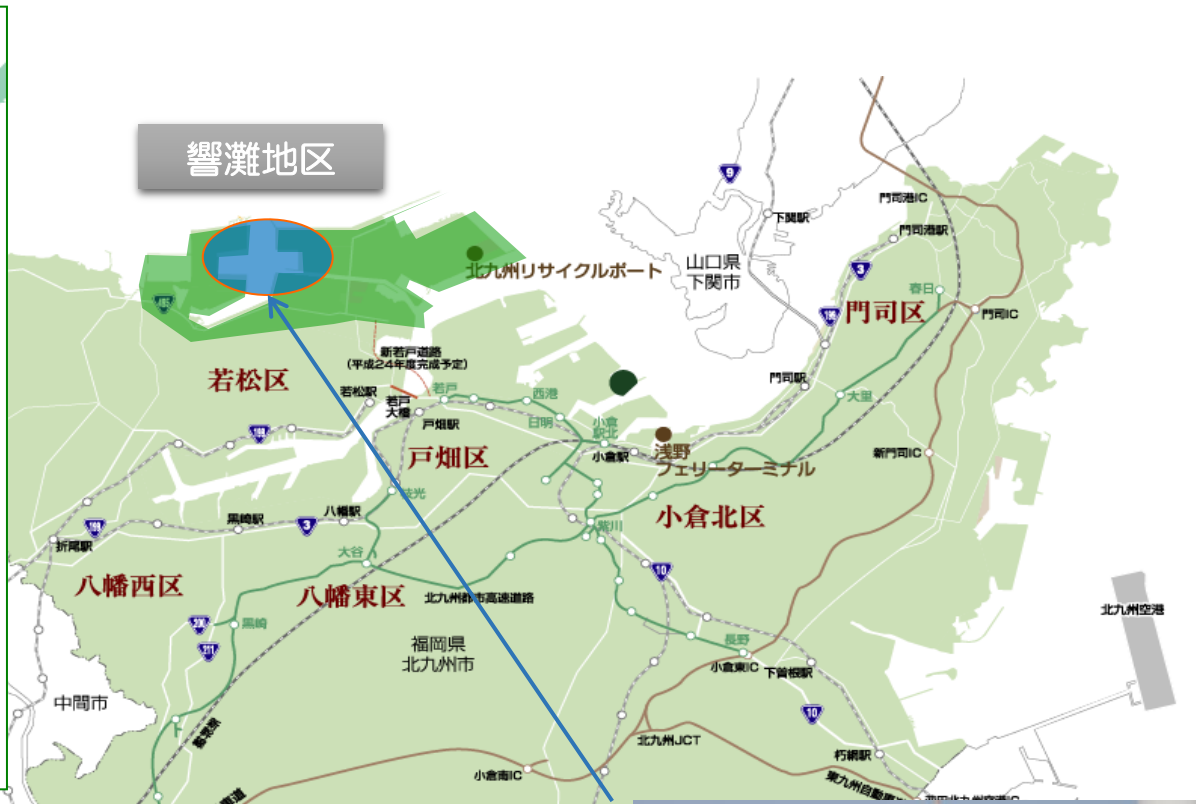 響灘地区
9
門司港IC
下関駅
門司港駅
山口県
下関市
3
北九州リサイクルポート
春日
門司区
門司IC
新若戸道路
(平成24年度完成予定)
若松区
門司駅
若松駅
若戸
若戸
大橋
西港
大里
戸畑駅
日明
小倉
駅北
199
戸畑区
小倉駅
浅野
フェリーターミナル
新門司IC
枝光
小倉北区
八幡駅
黒崎駅
3
199
紫川
折尾駅
大谷
10
八幡西区
八幡東区
北九州都市高速道路
北九州空港
黒崎
200
211
福岡県
北九州市
長野
小倉東IC
下曽根駅
中間市
10
北九州JCT
朽網駅
小倉南IC
東九州自動車